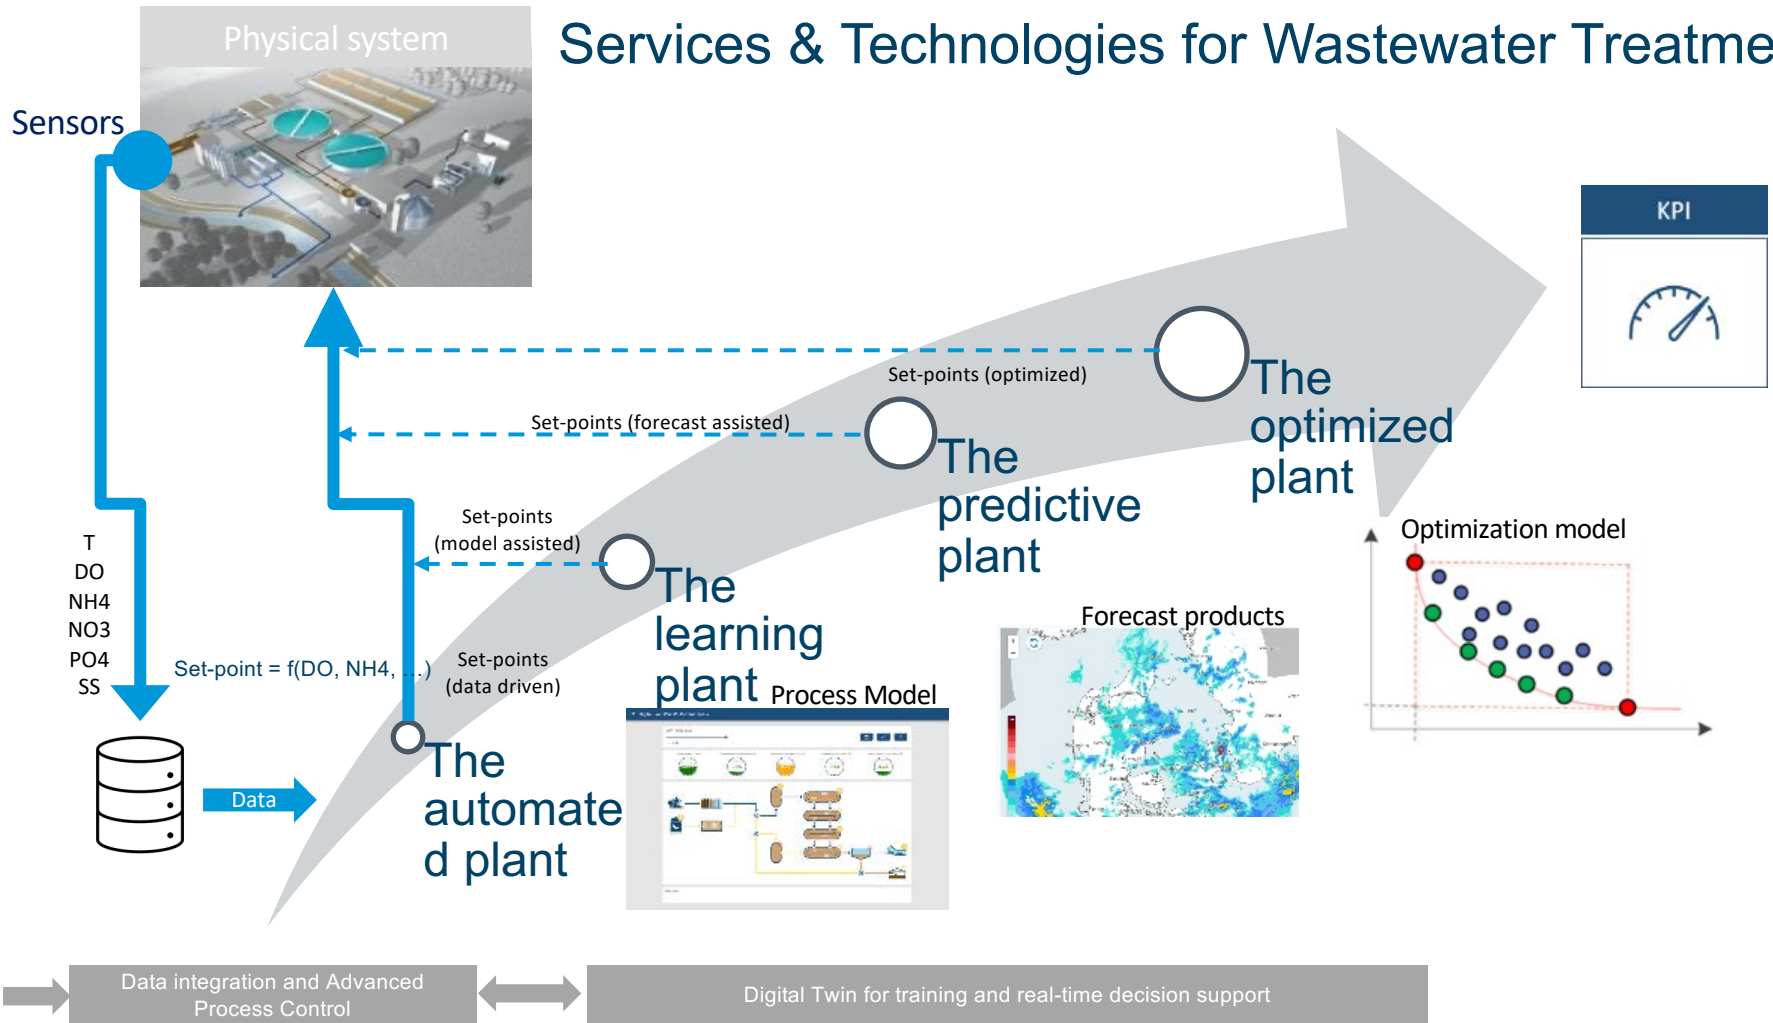 Services & Technologies for Wastewater Treatme
Physical system
Sensors
KPI
Set-points (optimized)
The
optimized
plant
Set-points (forecast assisted)
The
predictive
plant
Set-points
(model assisted)
The
learning
plant
T
DO
NH4
NO3
PO4
SS
Set-point = f(DO, NH4, ...)
Set-points
(data driven)
The
automate
d plant
Data
Process Model
Forecast products
Optimization model
Data integration and Advanced
Process Control
Digital Twin for training and real-time decision support